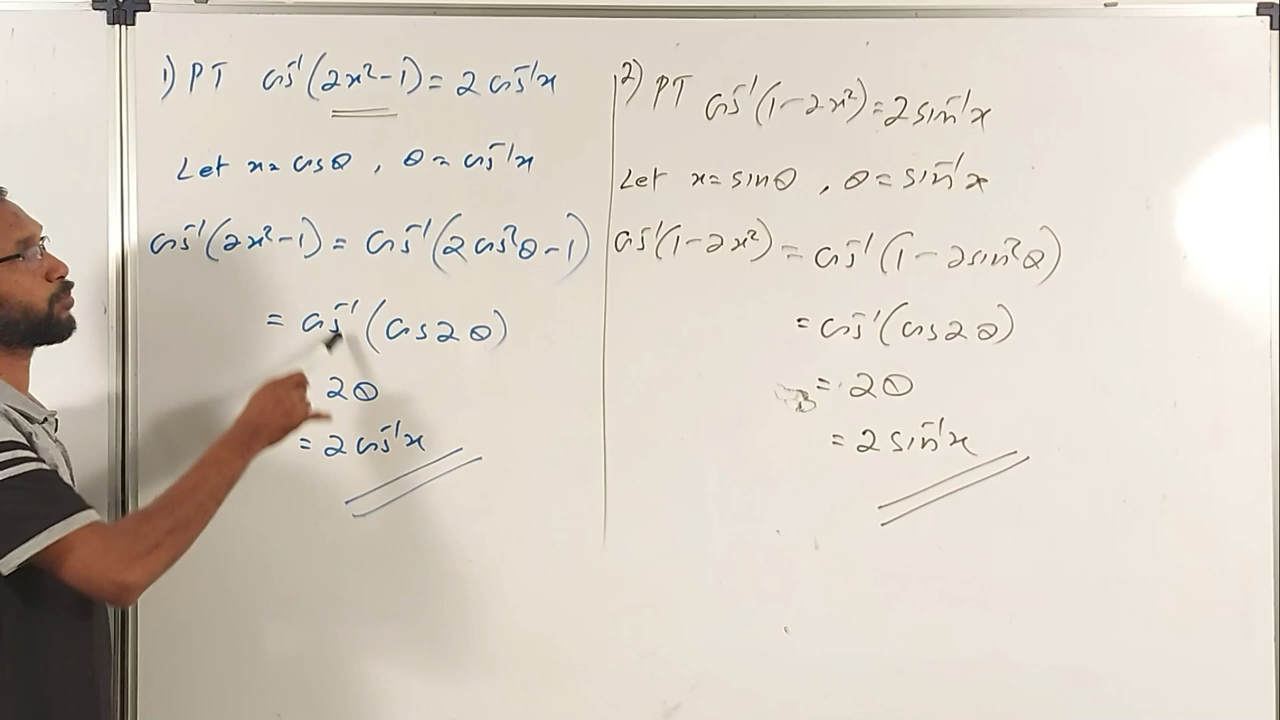 1) PT cos⁻¹(2x²-1) = 2 cos⁻¹x
Let x = cosθ , θ = cos⁻¹x
cos⁻¹(2x²-1) = cos⁻¹(2cos²θ-1)
= cos⁻¹(cos2θ)
2θ
= 2cos⁻¹x
2) PT cos⁻¹(1-2x²) = 2sin⁻¹x
Let x = sinθ , θ = sin⁻¹x
cos⁻¹(1-2x²) = cos⁻¹(1-2sin²θ)
= cos⁻¹(cos2θ)
= 2θ
= 2sin⁻¹x